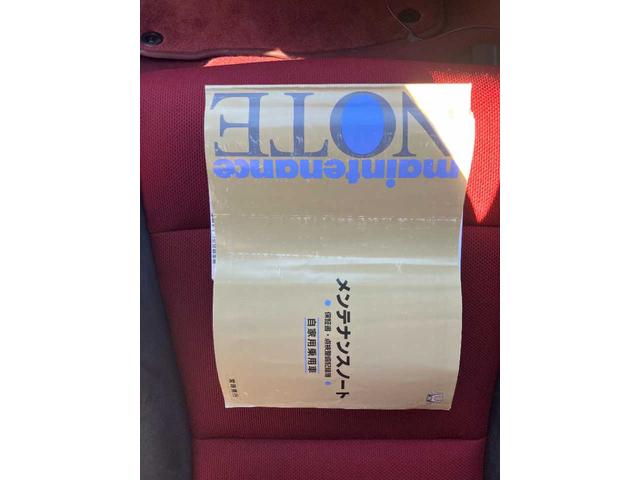 maintenance
NOTE
メンテナンスノート
保証書・点検整備記録簿
自家用乗用車